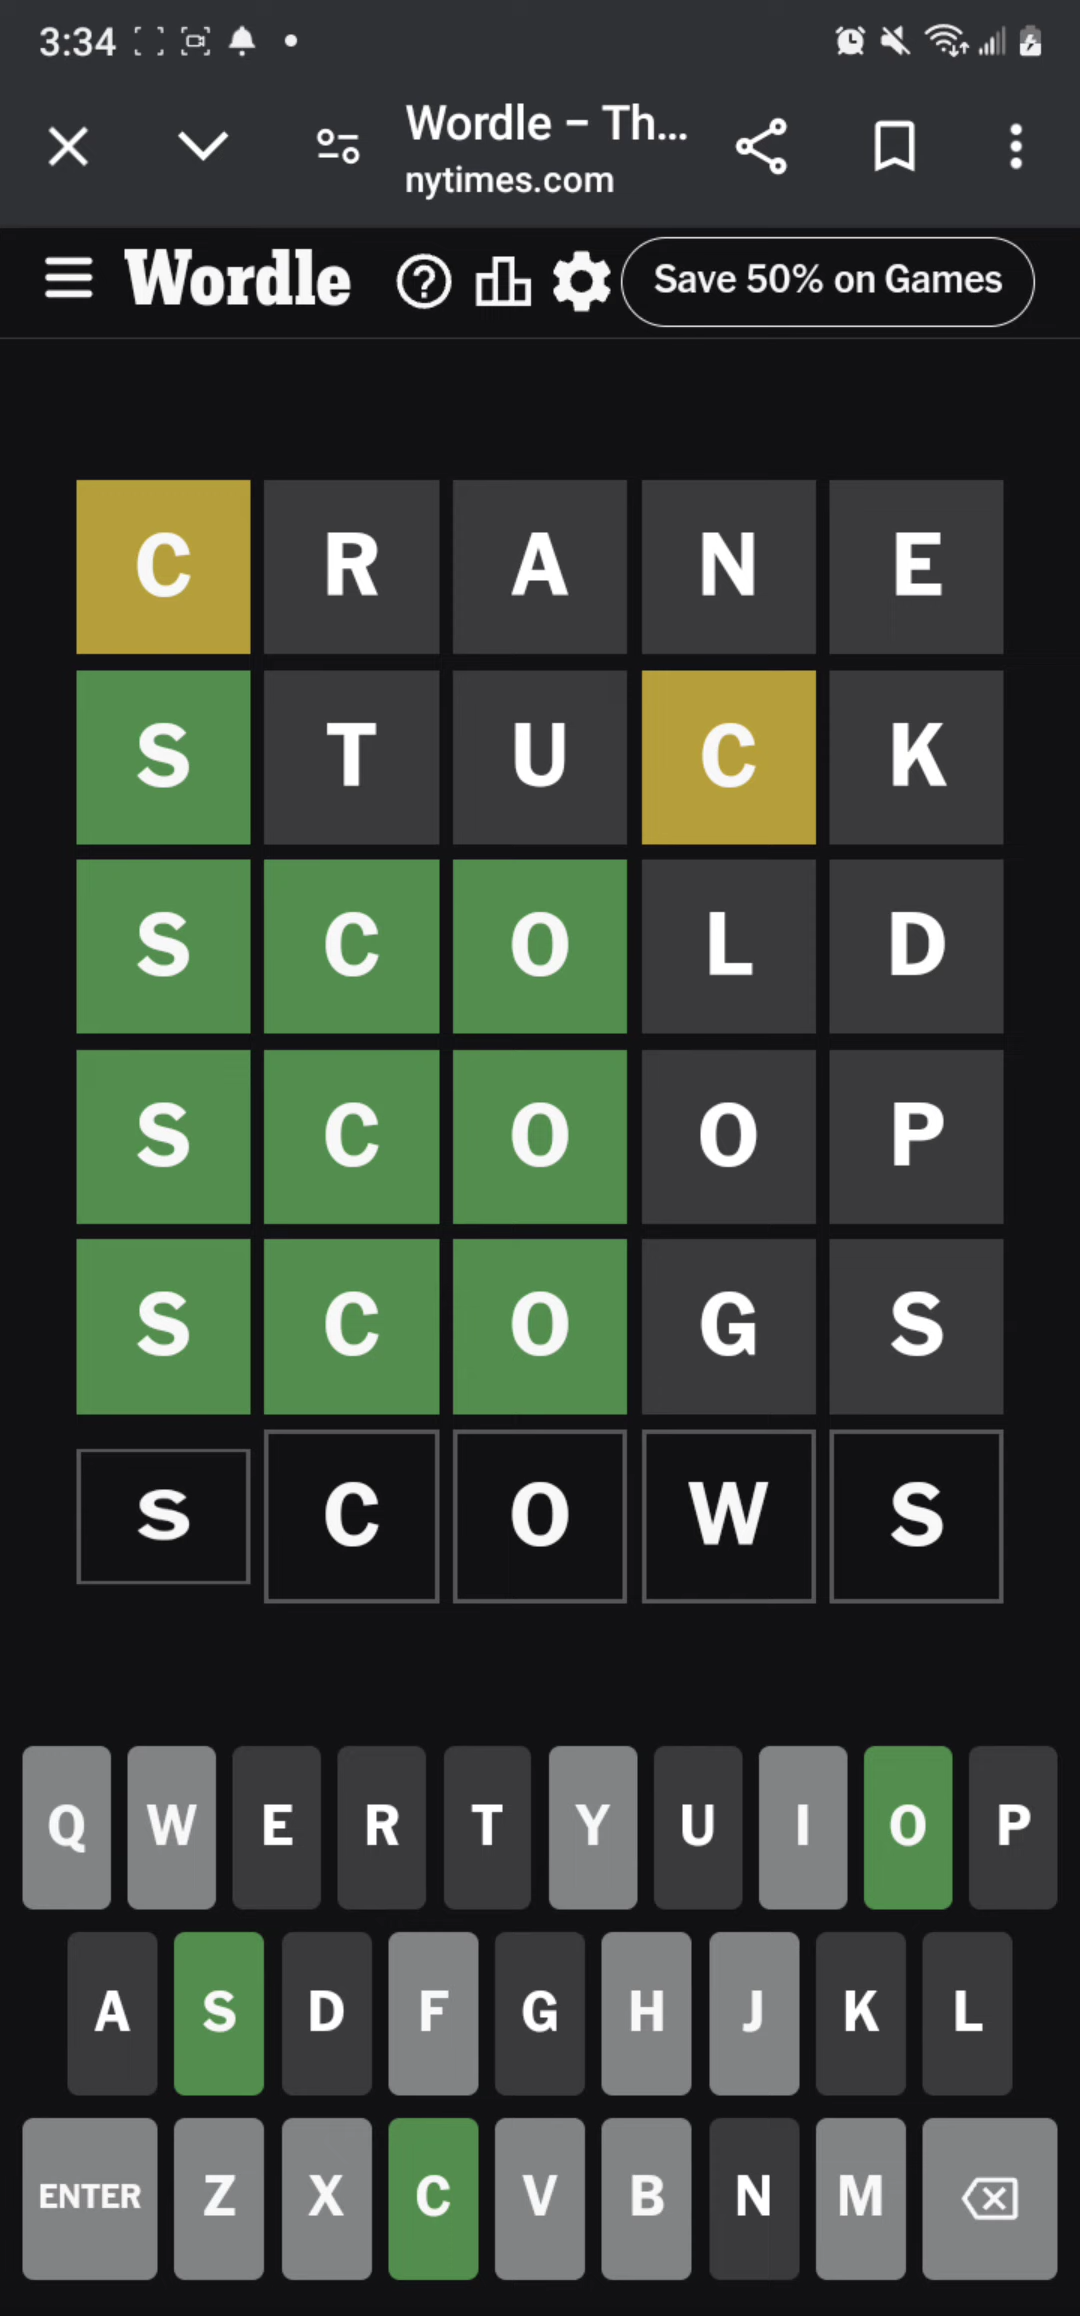 3:34
Wordle – Th...
nytimes.com
Wordle
Save 50% on Games
C R A N E
S T U C K
S C O L D
S C O O P
S C O G S
S C O W S
Q W E R T Y U I O P
A S D F G H J K L
ENTER Z X C V B N M